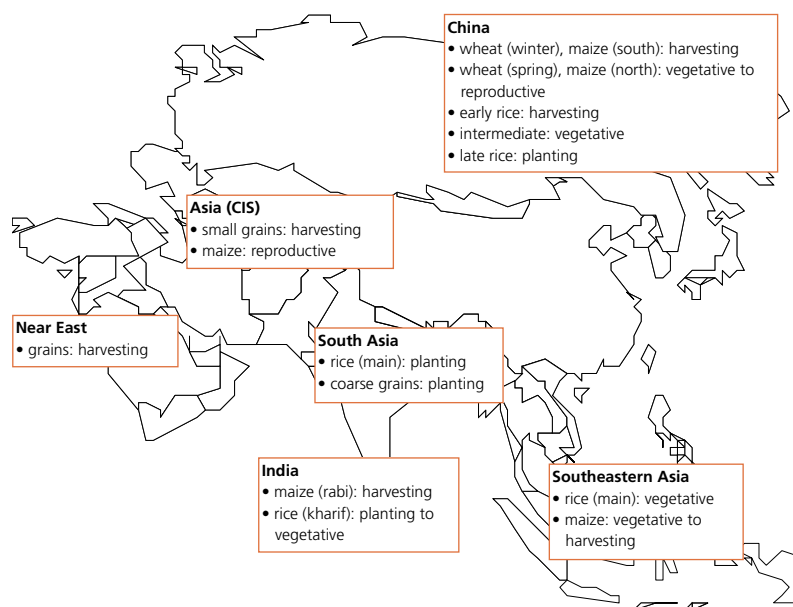 China
• wheat (winter), maize (south): harvesting
• wheat (spring), maize (north): vegetative to
reproductive
• early rice: harvesting
• intermediate: vegetative
• late rice: planting
Asia (CIS)
• small grains: harvesting
• maize: reproductive
Near East
• grains: harvesting
South Asia
• rice (main): planting
• coarse grains: planting
India
• maize (rabi): harvesting
• rice (kharif): planting to
vegetative
Southeastern Asia
• rice (main): vegetative
• maize: vegetative to
harvesting